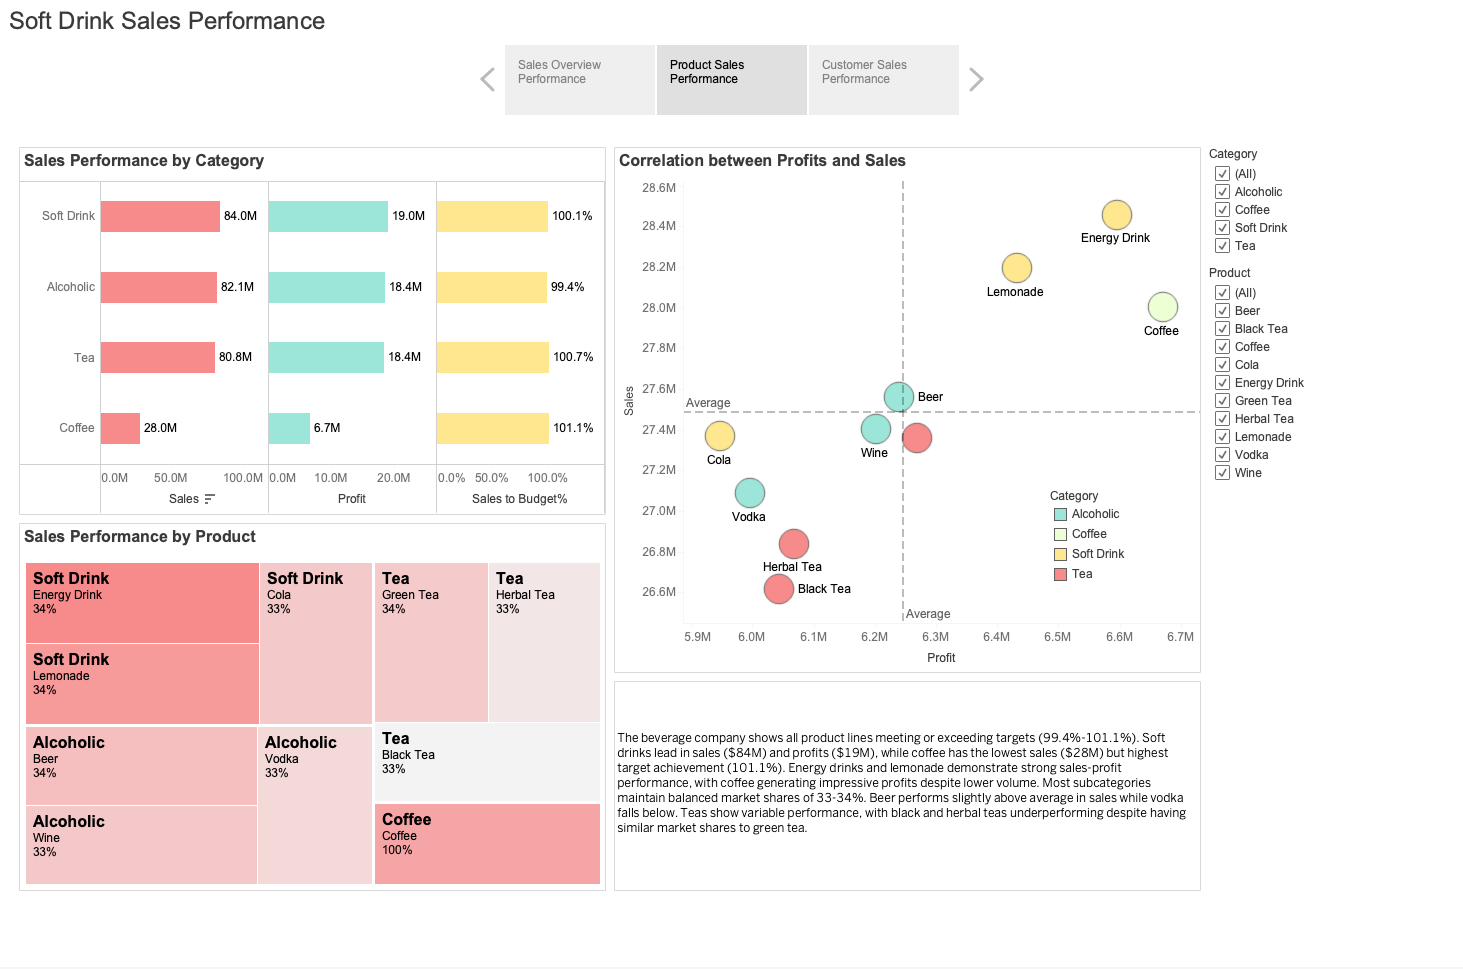 Soft Drink Sales Performance
Sales Overview
Performance
Product Sales
Performance
Customer Sales
Performance
Sales Performance by Category
Soft Drink 84.0M 19.0M 100.1%
Alcoholic 82.1M 18.4M 99.4%
Tea 80.8M 18.4M 100.7%
Coffee 28.0M 6.7M 101.1%
0.0M 50.0M 100.0M 0.0M 10.0M 20.0M 0.0% 50.0% 100.0%
Sales Profit Sales to Budget%
Sales Performance by Product
Soft Drink
Energy Drink
34%
Soft Drink
Lemonade
34%
Soft Drink
Cola
33%
Tea
Green Tea
34%
Tea
Herbal Tea
33%
Alcoholic
Beer
34%
Alcoholic
Wine
33%
Alcoholic
Vodka
33%
Tea
Black Tea
33%
Coffee
Coffee
100%
Correlation between Profits and Sales
Sales
28.6M
28.4M
28.2M
28.0M
27.8M
27.6M
27.4M
27.2M
27.0M
26.8M
26.6M
Energy Drink
Lemonade
Coffee
Beer
Average
Wine
Cola
Vodka
Herbal Tea
Black Tea
Average
Category
Alcoholic
Coffee
Soft Drink
Tea
5.9M 6.0M 6.1M 6.2M 6.3M 6.4M 6.5M 6.6M 6.7M
Profit
The beverage company shows all product lines meeting or exceeding targets (99.4%-101.1%). Soft
drinks lead in sales ($84M) and profits ($19M), while coffee has the lowest sales ($28M) but highest
target achievement (101.1%). Energy drinks and lemonade demonstrate strong sales-profit
performance, with coffee generating impressive profits despite lower volume. Most subcategories
maintain balanced market shares of 33-34%. Beer performs slightly above average in sales while vodka
falls below. Teas show variable performance, with black and herbal teas underperforming despite having
similar market shares to green tea.
Category
(All)
Alcoholic
Coffee
Soft Drink
Tea
Product
(All)
Beer
Black Tea
Coffee
Cola
Energy Drink
Green Tea
Herbal Tea
Lemonade
Vodka
Wine